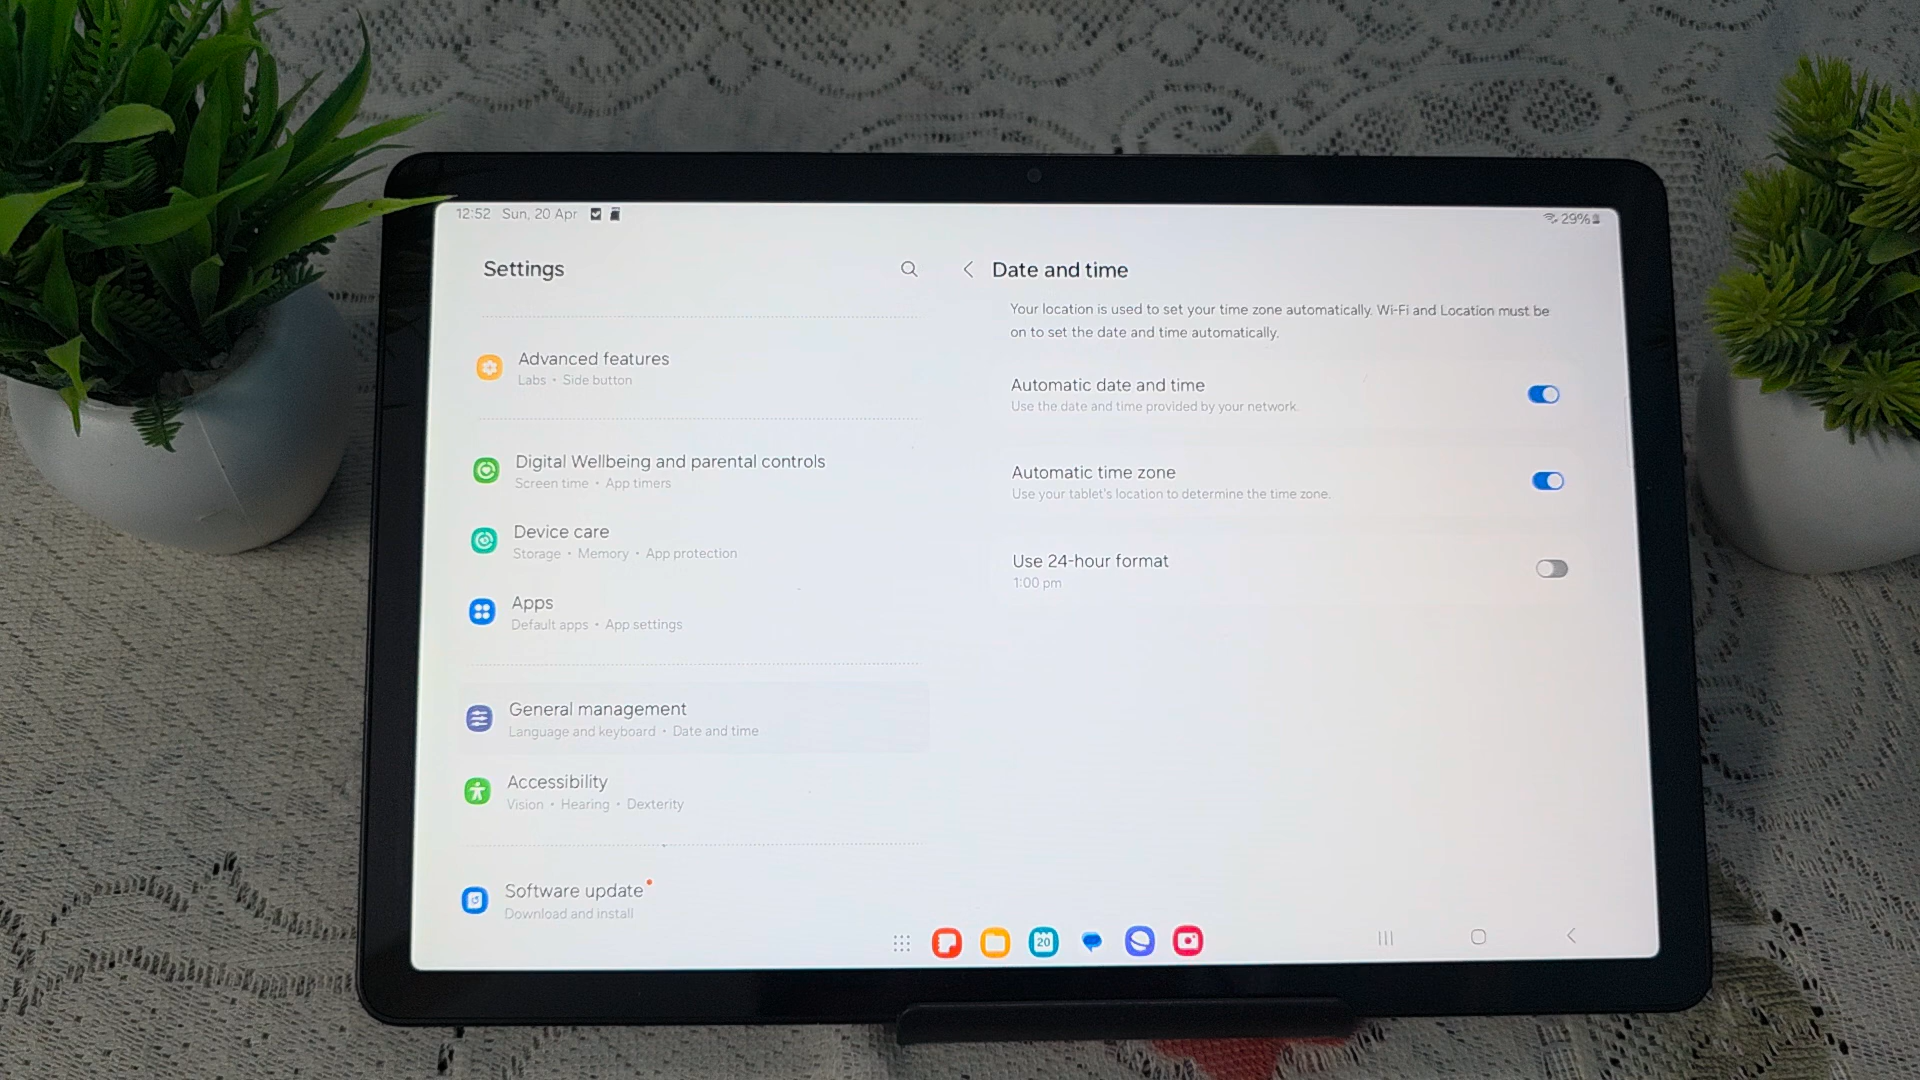 12:52 Sun, 20 Apr
29%
Settings
Advanced features
Labs • Side button
Digital Wellbeing and parental controls
Screen time • App timers
Device care
Storage • Memory • App protection
Apps
Default apps • App settings
General management
Language and keyboard • Date and time
Accessibility
Vision • Hearing • Dexterity
Software update
Download and install
Date and time
Your location is used to set your time zone automatically. Wi-Fi and Location must be
on to set the date and time automatically.
Automatic date and time
Use the date and time provided by your network.
Automatic time zone
Use your tablet's location to determine the time zone.
Use 24-hour format
1:00 pm
20